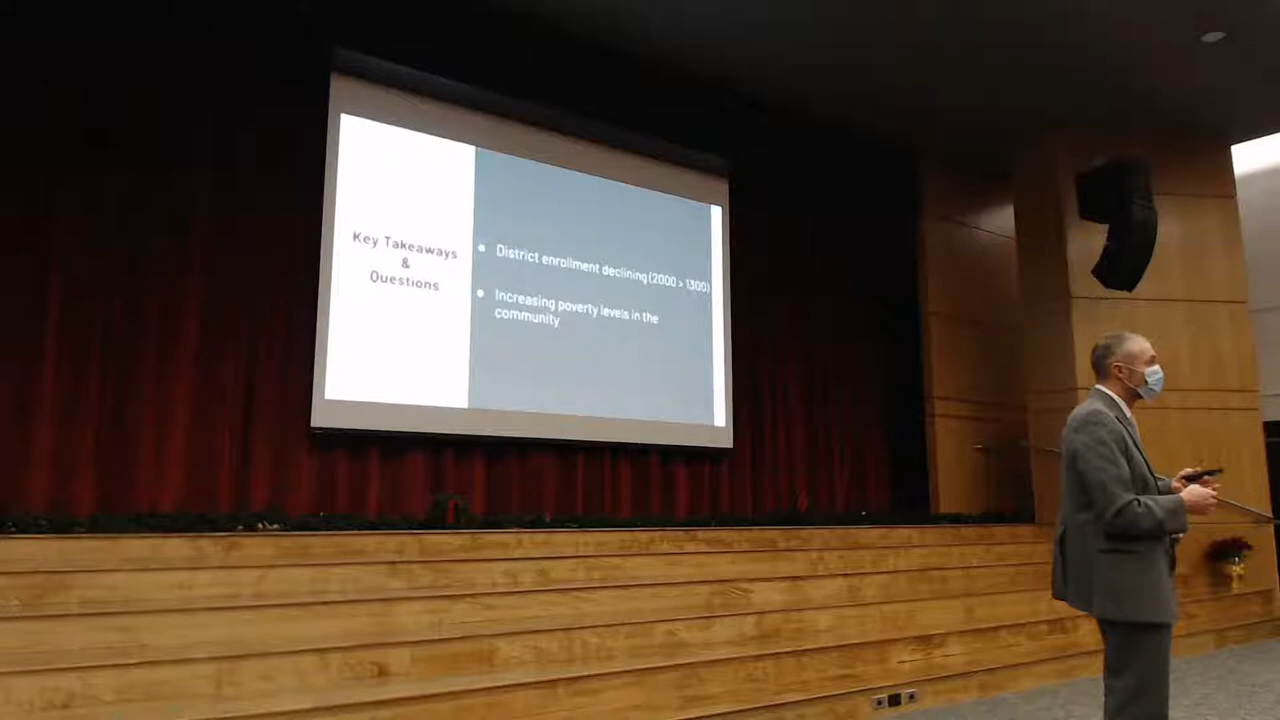 Key Takeaways
&
Questions
• District enrollment declining (2000 > 1300)
• Increasing poverty levels in the
community